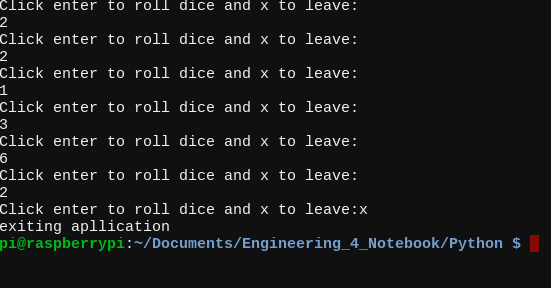 Click enter to roll dice and x to leave:
2
Click enter to roll dice and x to leave:
2
Click enter to roll dice and x to leave:
1
Click enter to roll dice and x to leave:
3
Click enter to roll dice and x to leave:
6
Click enter to roll dice and x to leave:
2
Click enter to roll dice and x to leave:x
exiting apllication
pi@raspberrypi:~/Documents/Engineering_4_Notebook/Python $